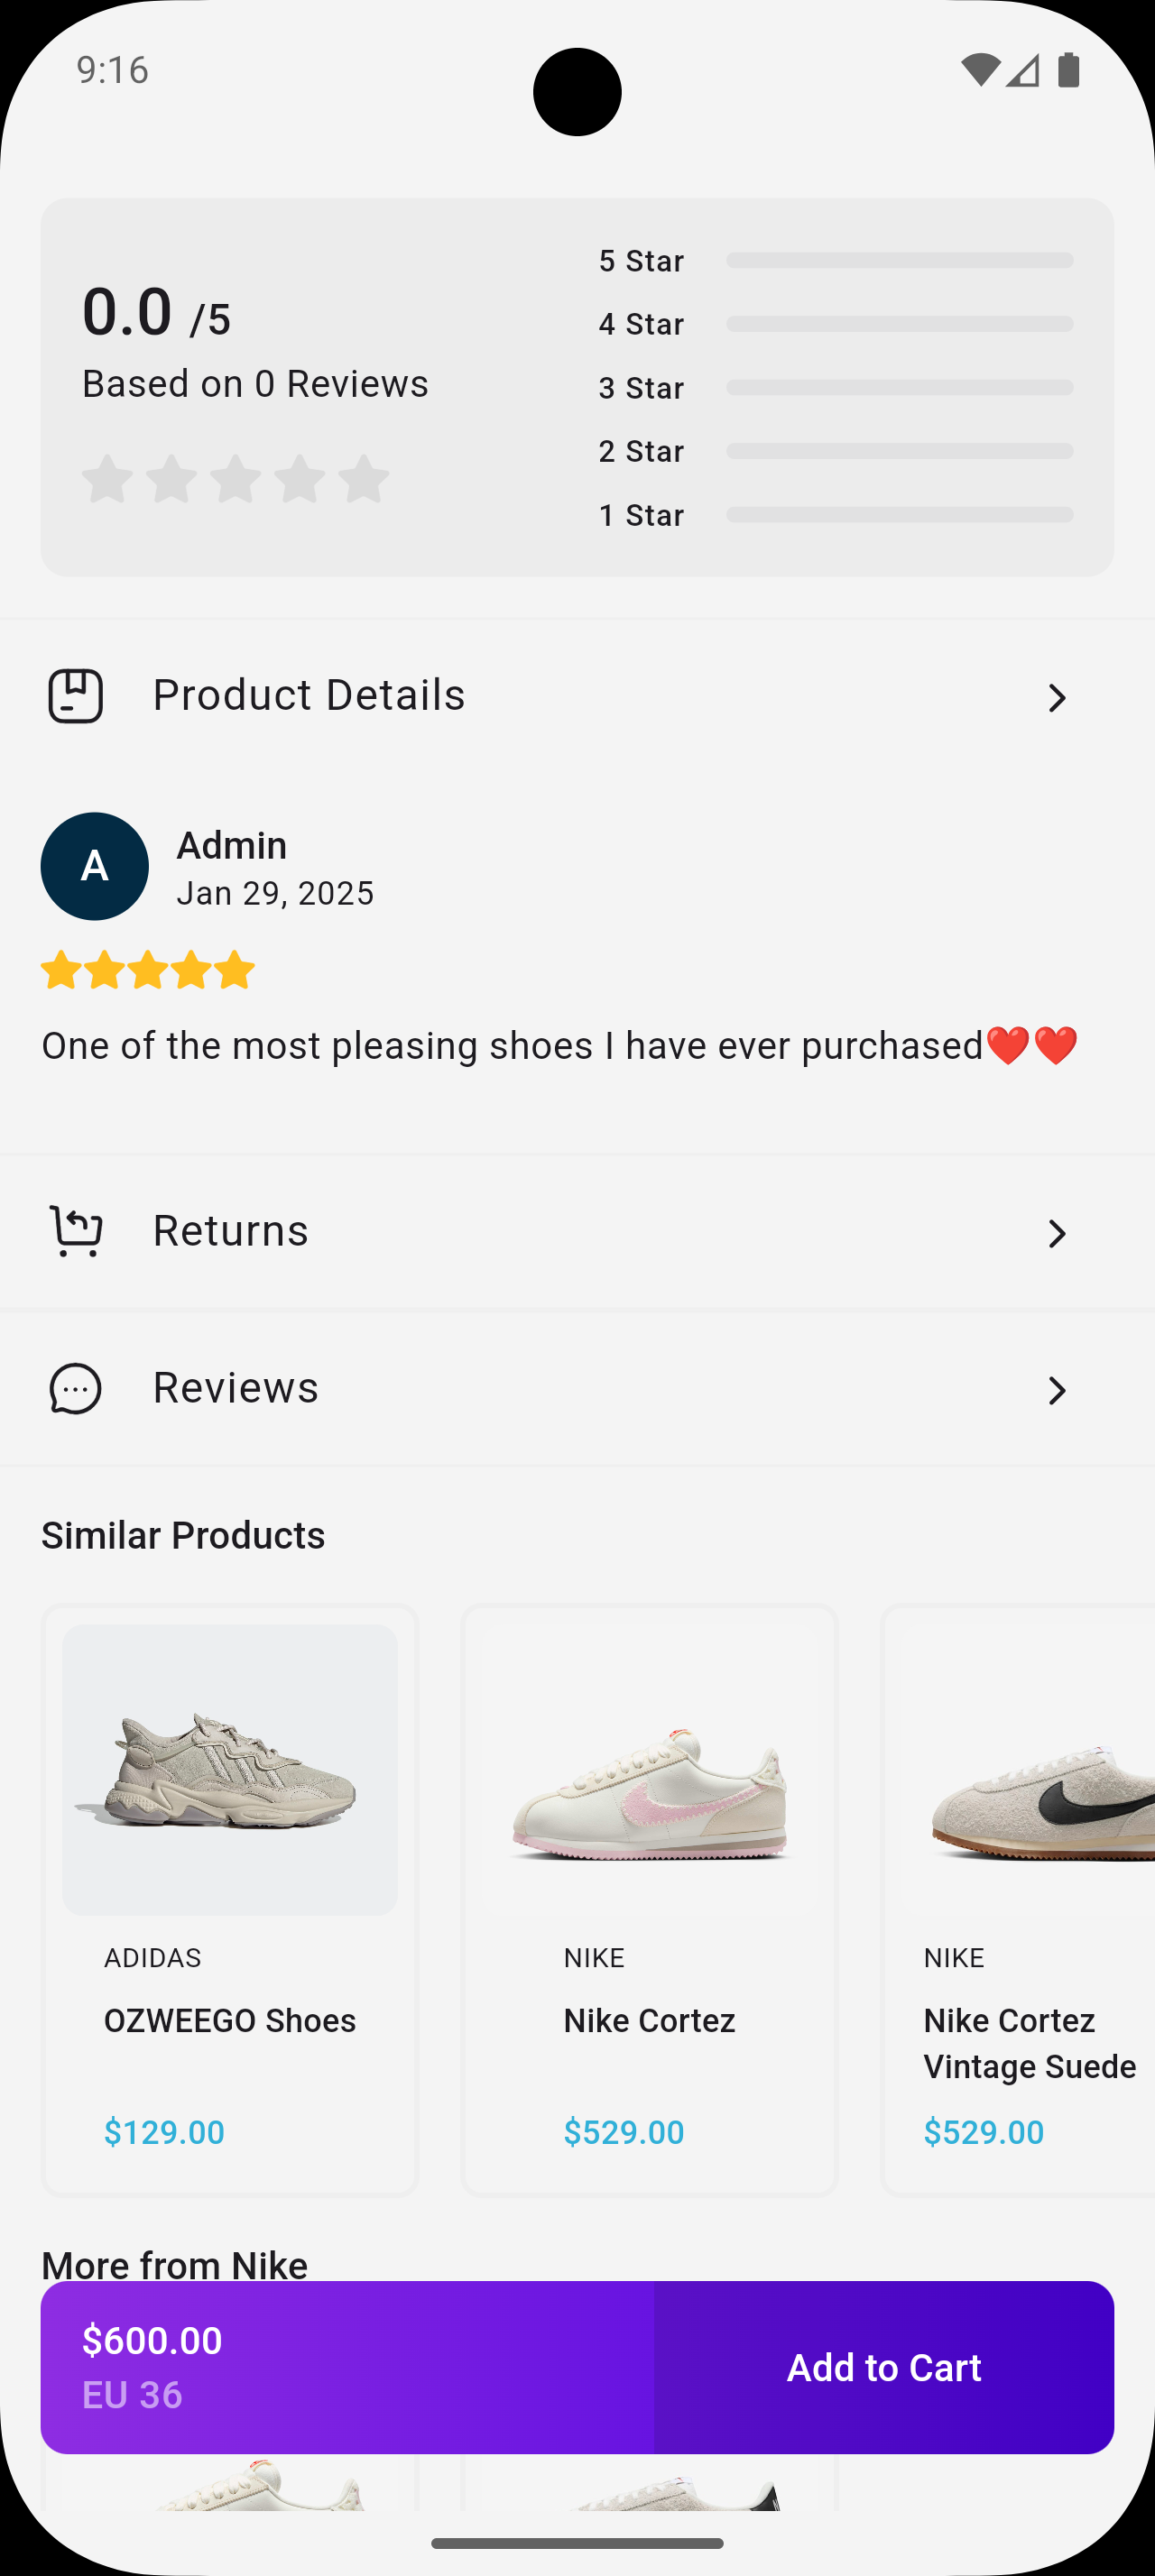 9:16
0.0 /5
Based on 0 Reviews
5 Star
4 Star
3 Star
2 Star
1 Star
Product Details
A
Admin
Jan 29, 2025
One of the most pleasing shoes I have ever purchased❤️❤️
Returns
Reviews
Similar Products
ADIDAS
OZWEEGO Shoes
$129.00
NIKE
Nike Cortez
$529.00
NIKE
Nike Cortez
Vintage Suede
$529.00
More from Nike
$600.00
EU 36
Add to Cart